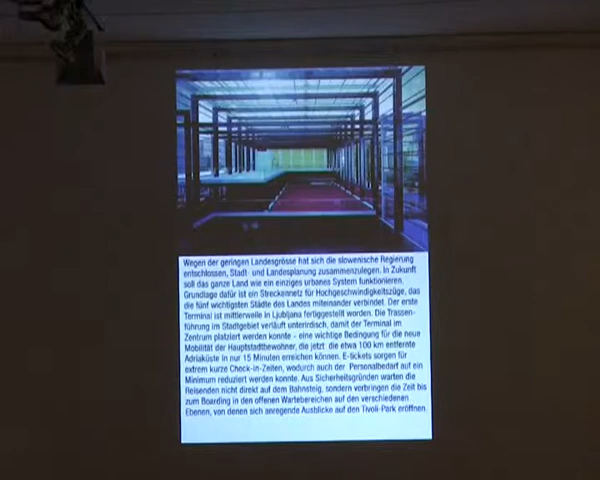 Wegen der geringen Landesgrösse hat sich die slowenische Regierung
entschlossen, Stadt- und Landesplanung zusammenzulegen. In Zukunft
soll das ganze Land wie ein einziges urbanes System funktionieren.
Grundlage dafür ist ein Streckennetz für Hochgeschwindigkeitszüge, das
die fünf wichtigsten Städte des Landes miteinander verbindet. Der erste
Terminal ist mittlerweile in Ljubljana fertiggestellt worden. Die Trassen-
führung im Stadtgebiet verläuft unterirdisch, damit der Terminal im
Zentrum platziert werden konnte - eine wichtige Bedingung für die neue
Mobilität der Hauptstadtbewohner, die jetzt die etwa 100 km entfernte
Adriaküste in nur 15 Minuten erreichen können. E-tickets sorgen für
extrem kurze Check-in-Zeiten, wodurch auch der Personalbedarf auf ein
Minimum reduziert werden konnte. Aus Sicherheitsgründen warten die
Reisenden nicht direkt auf dem Bahnsteig, sondern verbringen die Zeit bis
zum Boarding in den offenen Wartebereichen auf den verschiedenen
Ebenen, von denen sich anregende Ausblicke auf den Tivoli-Park eröffnen.